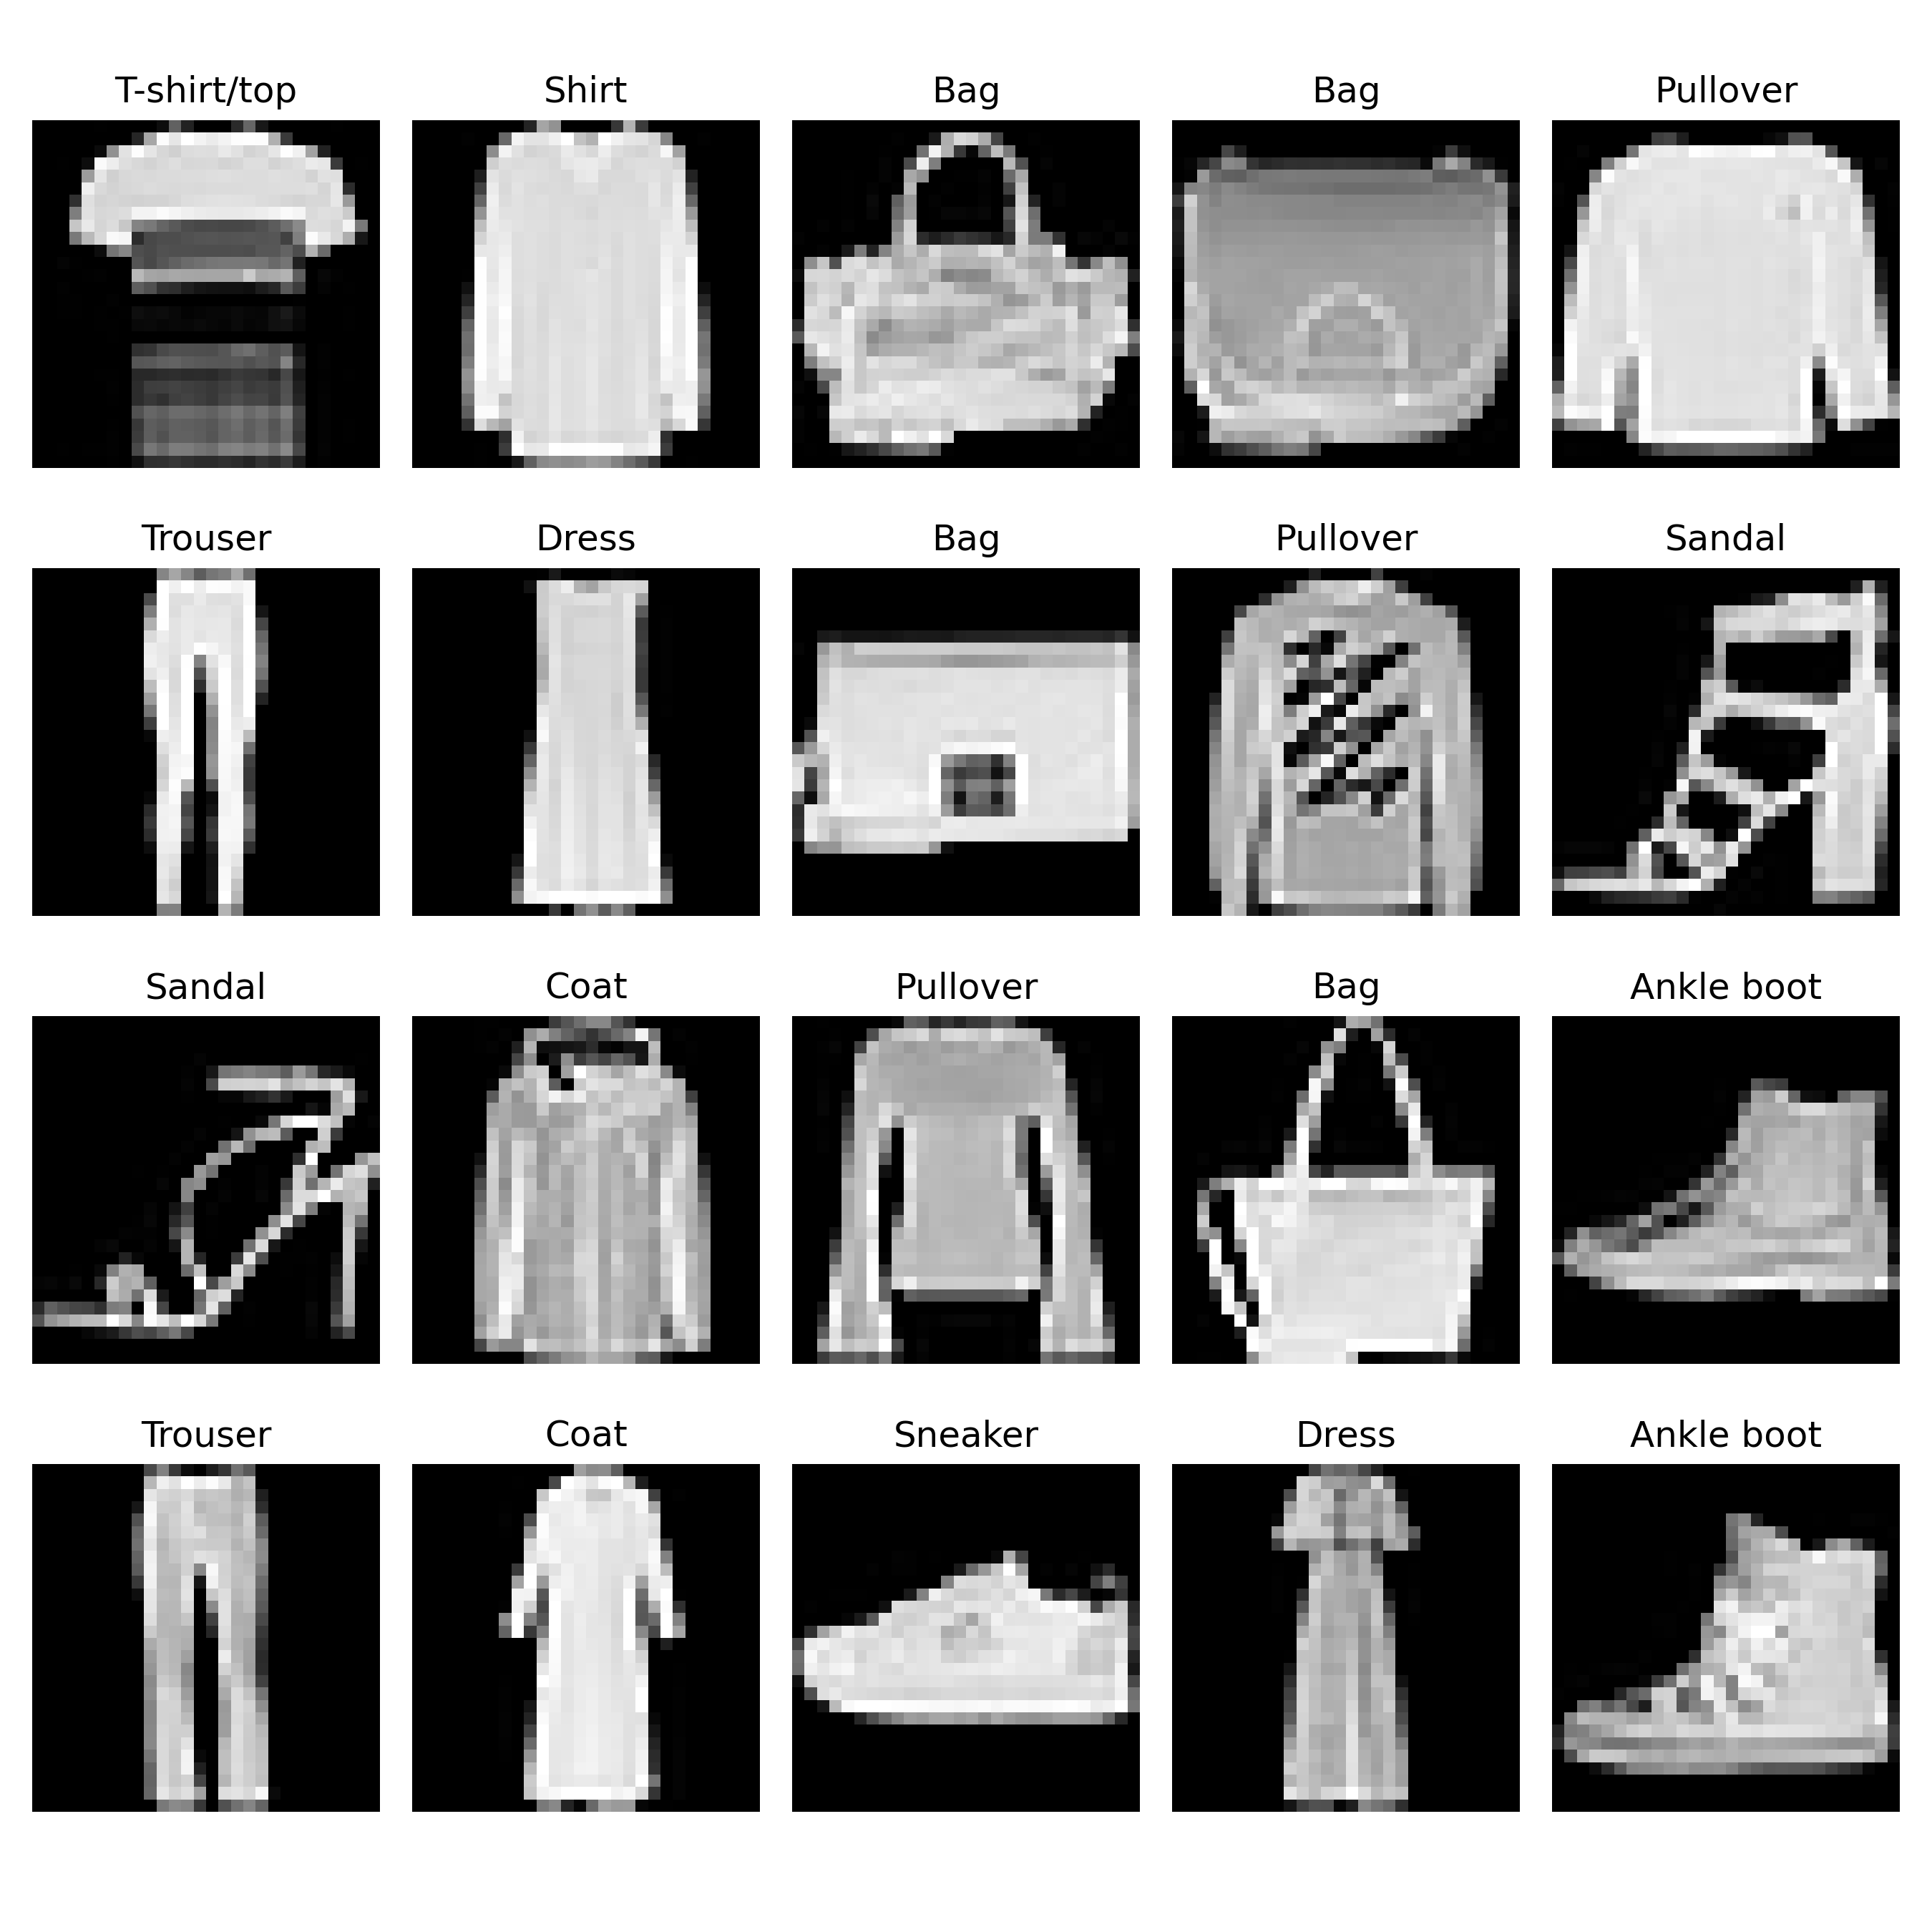 T-shirt/top Shirt Bag Bag Pullover
Trouser Dress Bag Pullover Sandal
Sandal Coat Pullover Bag Ankle boot
Trouser Coat Sneaker Dress Ankle boot